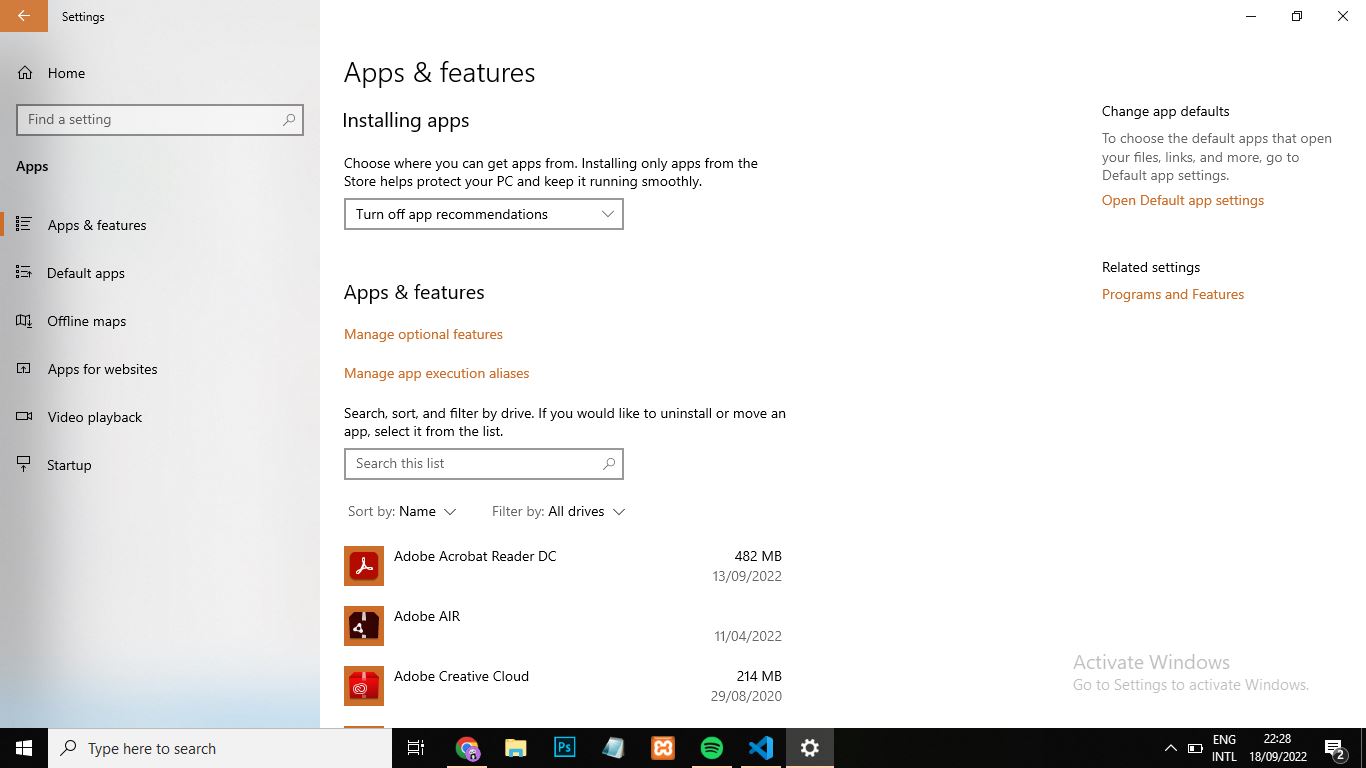 Settings
Home
Find a setting
Apps
Apps & features
Default apps
Offline maps
Apps for websites
Video playback
Startup
Apps & features
Installing apps
Choose where you can get apps from. Installing only apps from the
Store helps protect your PC and keep it running smoothly.
Turn off app recommendations
Apps & features
Manage optional features
Manage app execution aliases
Search, sort, and filter by drive. If you would like to uninstall or move an
app, select it from the list.
Search this list
Sort by: Name Filter by: All drives
Adobe Acrobat Reader DC 482 MB
13/09/2022
Adobe AIR
11/04/2022
Adobe Creative Cloud 214 MB
29/08/2020
Change app defaults
To choose the default apps that open
your files, links, and more, go to
Default app settings.
Open Default app settings
Related settings
Programs and Features
Activate Windows
Go to Settings to activate Windows.
Type here to search
Ps
ENG
INTL
22:28
18/09/2022
2